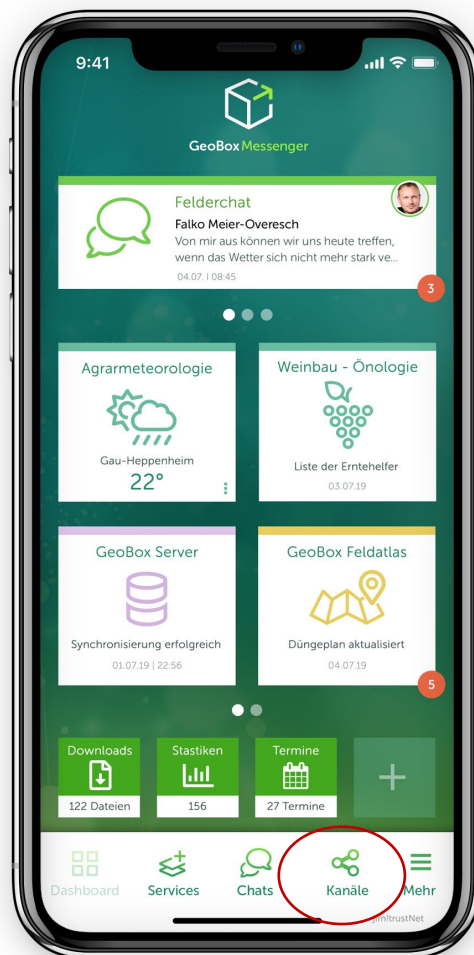 9:41
GeoBox Messenger
Felderchat
Falko Meier-Overesch
Von mir aus können wir uns heute treffen,
wenn das Wetter sich nicht mehr stark ve...
04.07. | 08:45
3
Agrarmeteorologie
Gau-Heppenheim
22°
Weinbau - Önologie
Liste der Erntehelfer
03.07.19
GeoBox Server
Synchronisierung erfolgreich
01.07.19 | 22:56
GeoBox Feldatlas
Düngeplan aktualisiert
04.07.19
5
Downloads
122 Dateien
Stastiken
156
Termine
27 Termine
Dashboard
Services
Chats
Kanäle
Mehr
jim!trustNet